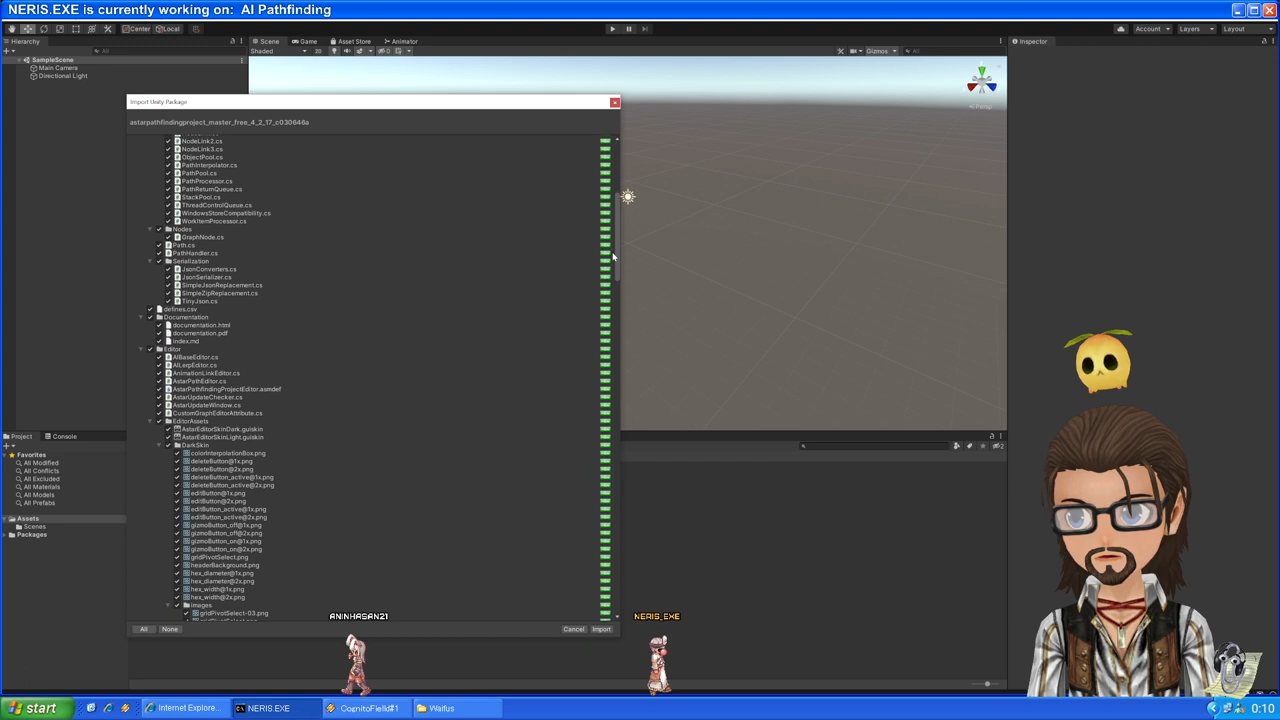 NERIS.EXE is currently working on:  AI Pathfinding
Center
Local
Account
Layers
Layout
Hierarchy
All
SampleScene
Main Camera
Directional Light
Scene
Game
Asset Store
Animator
Shaded
2D
0
Gizmos
All
Persp
Inspector
Import Unity Package
astarpathfindingproject_master_free_4_2_17_c030646a
NodeLink2.cs
NodeLink3.cs
ObjectPool.cs
PathInterpolator.cs
PathPool.cs
PathProcessor.cs
PathReturnQueue.cs
StackPool.cs
ThreadControlQueue.cs
WindowsStoreCompatibility.cs
WorkItemProcessor.cs
Nodes
GraphNode.cs
Path.cs
PathHandler.cs
Serialization
JsonConverters.cs
JsonSerializer.cs
SimpleJsonReplacement.cs
SimpleZipReplacement.cs
TinyJson.cs
defines.csv
Documentation
documentation.html
documentation.pdf
index.md
Editor
AIBaseEditor.cs
AILerpEditor.cs
AnimationLinkEditor.cs
AstarPathEditor.cs
AstarPathfindingProjectEditor.asmdef
AstarUpdateChecker.cs
AstarUpdateWindow.cs
CustomGraphEditorAttribute.cs
EditorAssets
AstarEditorSkinDark.guiskin
AstarEditorSkinLight.guiskin
DarkSkin
colorInterpolationBox.png
deleteButton@1x.png
deleteButton@2x.png
deleteButton_active@1x.png
deleteButton_active@2x.png
editButton@1x.png
editButton@2x.png
editButton_active@1x.png
editButton_active@2x.png
gizmoButton_off@1x.png
gizmoButton_off@2x.png
gizmoButton_on@1x.png
gizmoButton_on@2x.png
gridPivotSelect.png
headerBackground.png
hex_diameter@1x.png
hex_diameter@2x.png
hex_width@1x.png
hex_width@2x.png
Images
gridPivotSelect-03.png
All
None
Cancel
Import
Project
Console
Favorites
All Modified
All Conflicts
All Excluded
All Materials
All Models
All Prefabs
Assets
Scenes
Packages
2
ANINHASAN21
NERIS_EXE
start
Internet Explore...
NERIS.EXE
CognitoField#1
Waifus
0:10